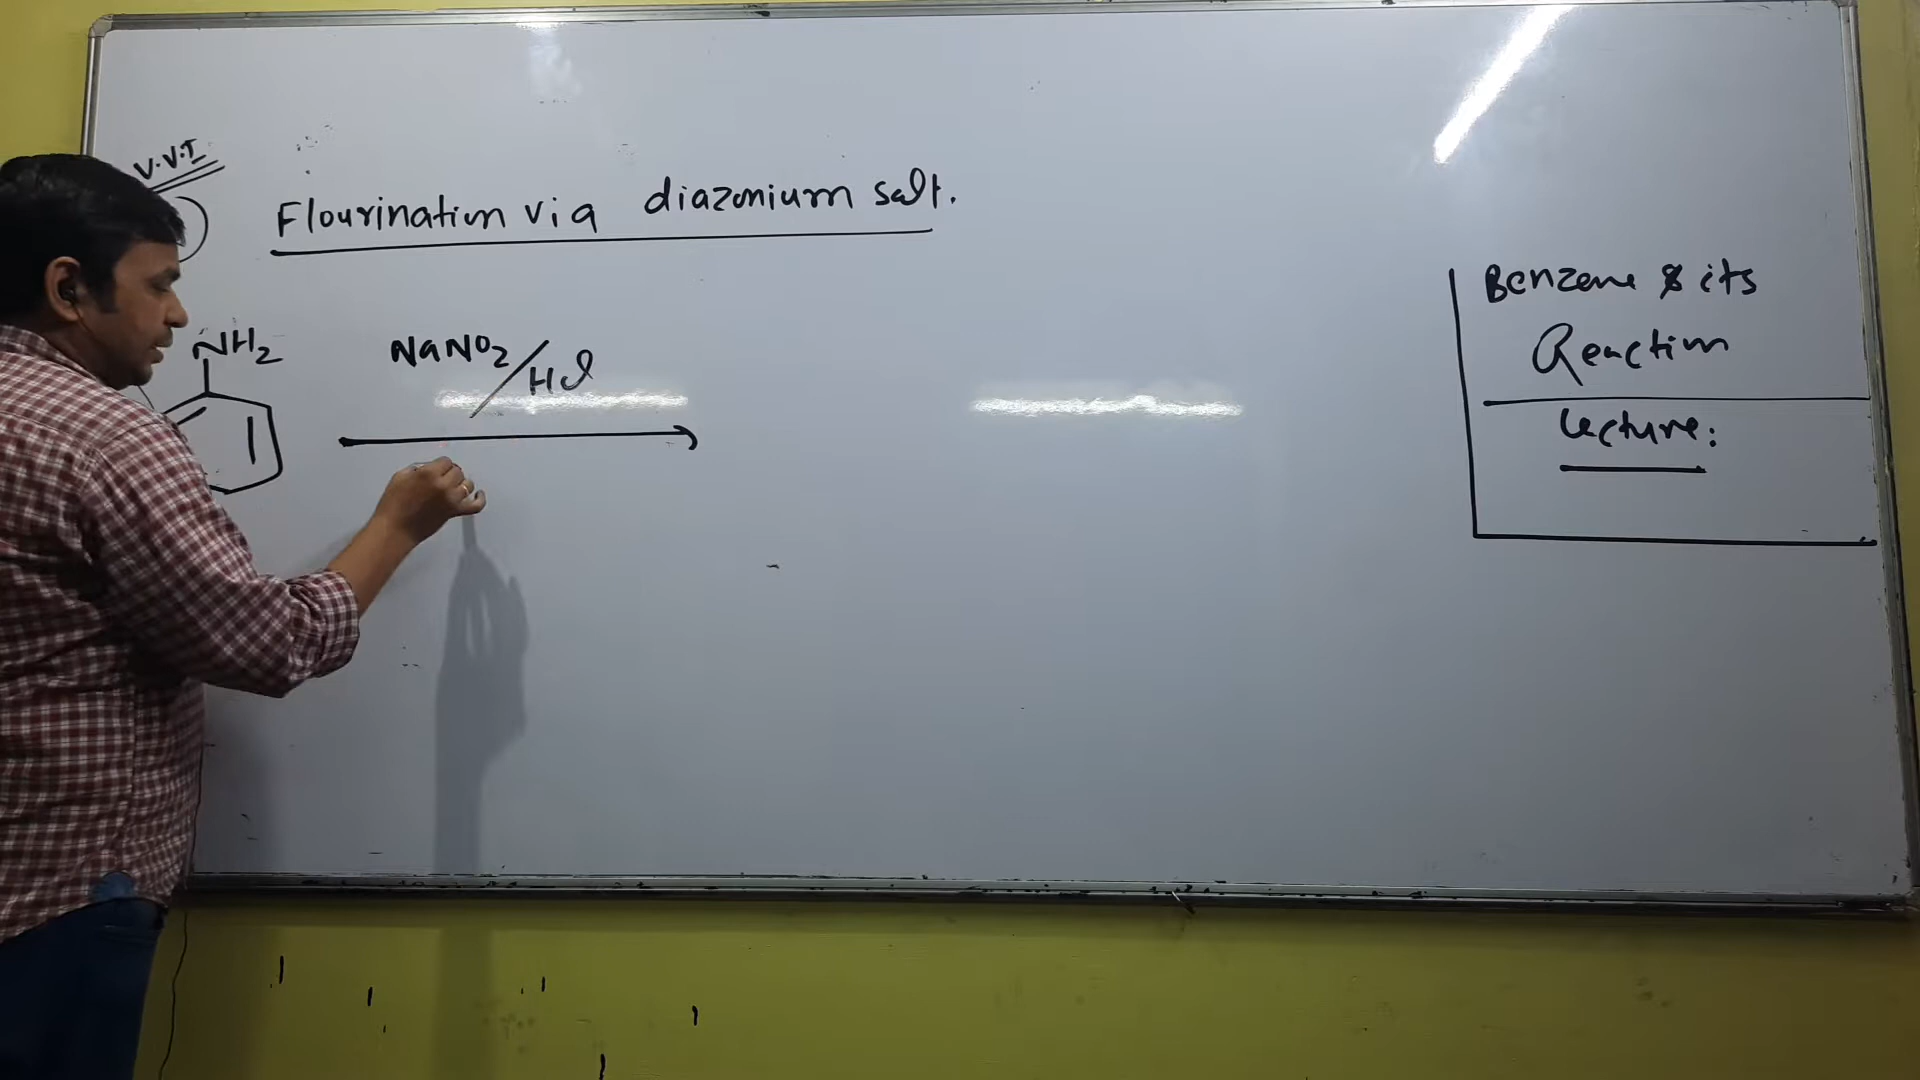 V.V.I
Flourination via diazonium salt.
NH2
NaNO2/HCl
Benzene & its
Reaction
Lecture: